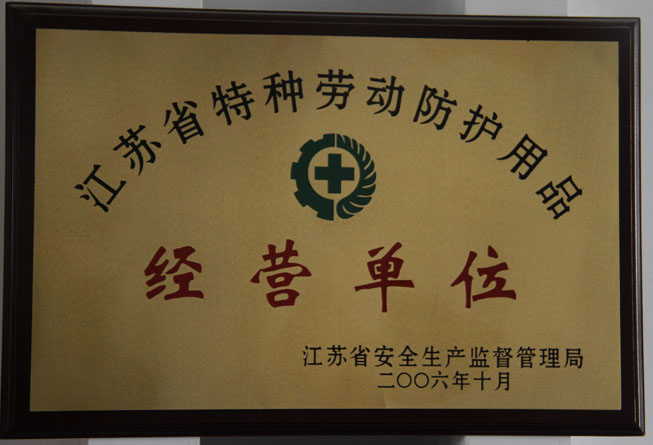 江苏省特种劳动防护用品
经营单位
江苏省安全生产监督管理局
二〇〇六年十月